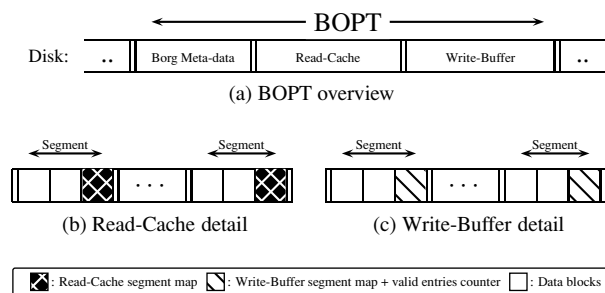 BOPT
Disk: .. Borg Meta-data Read-Cache Write-Buffer ..
(a) BOPT overview
Segment Segment Segment Segment
. . . . . .
(b) Read-Cache detail (c) Write-Buffer detail
: Read-Cache segment map : Write-Buffer segment map + valid entries counter : Data blocks